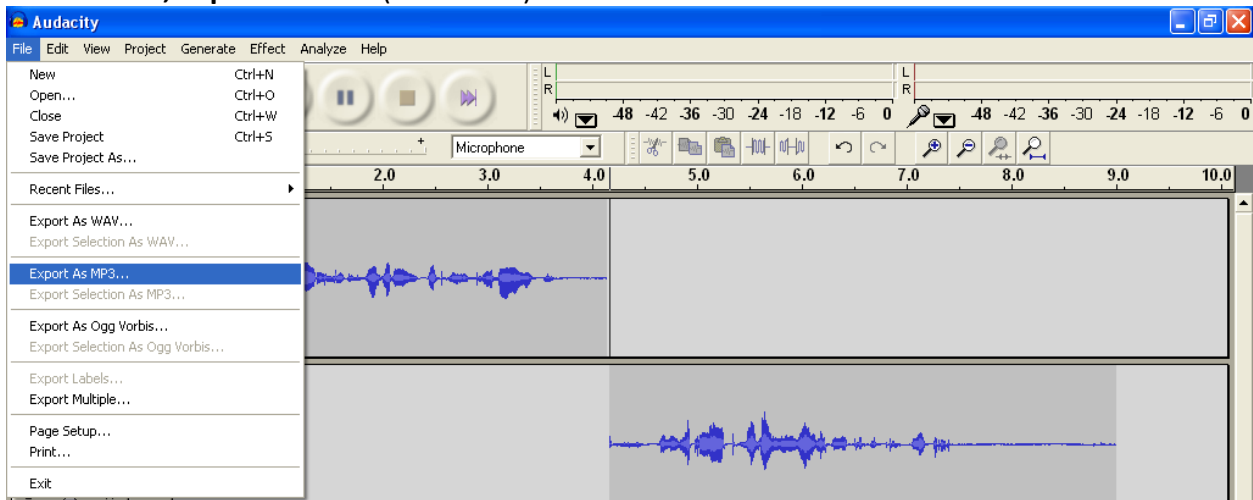 Audacity
File Edit View Project Generate Effect Analyze Help
New Ctrl+N
Open... Ctrl+O
Close Ctrl+W
Save Project Ctrl+S
Save Project As...
Recent Files...
Export As WAV...
Export Selection As WAV...
Export As MP3...
Export Selection As MP3...
Export As Ogg Vorbis...
Export Selection As Ogg Vorbis...
Export Labels...
Export Multiple...
Page Setup...
Print...
Exit
L
R
-48 -42 -36 -30 -24 -18 -12 -6 0
L
R
-48 -42 -36 -30 -24 -18 -12 -6 0
+
Microphone
2.0 3.0 4.0 5.0 6.0 7.0 8.0 9.0 10.0